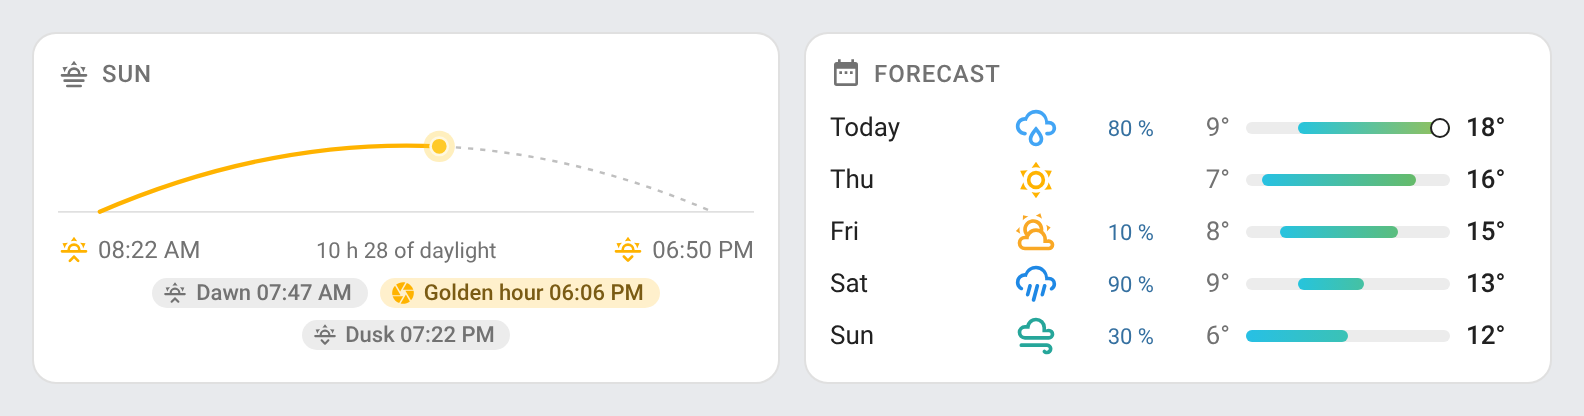 SUN
08:22 AM 10 h 28 of daylight 06:50 PM
Dawn 07:47 AM Golden hour 06:06 PM
Dusk 07:22 PM
FORECAST
Today 80 % 9° 18°
Thu 7° 16°
Fri 10 % 8° 15°
Sat 90 % 9° 13°
Sun 30 % 6° 12°